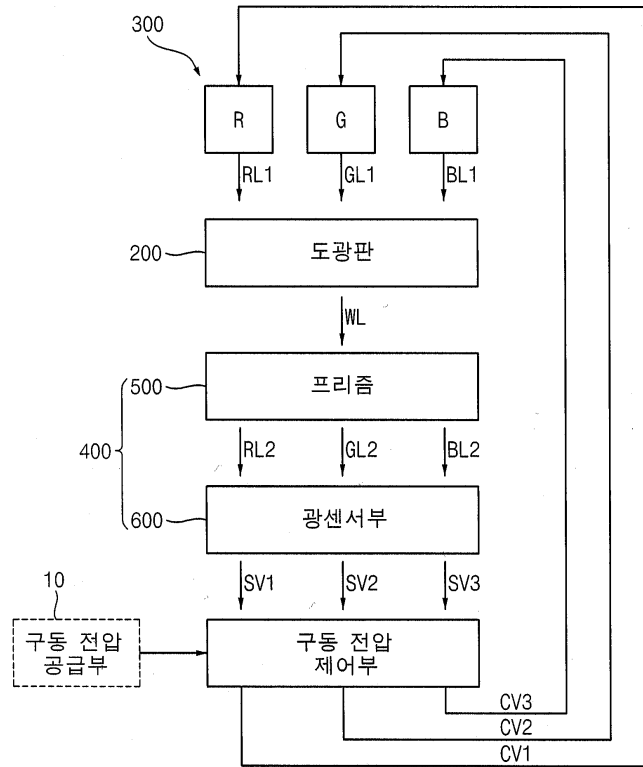 300
R
G
B
RL1
GL1
BL1
200
도광판
WL
500
프리즘
400
RL2
GL2
BL2
600
광센서부
10
SV1
SV2
SV3
구동 전압
공급부
구동 전압
제어부
CV3
CV2
CV1